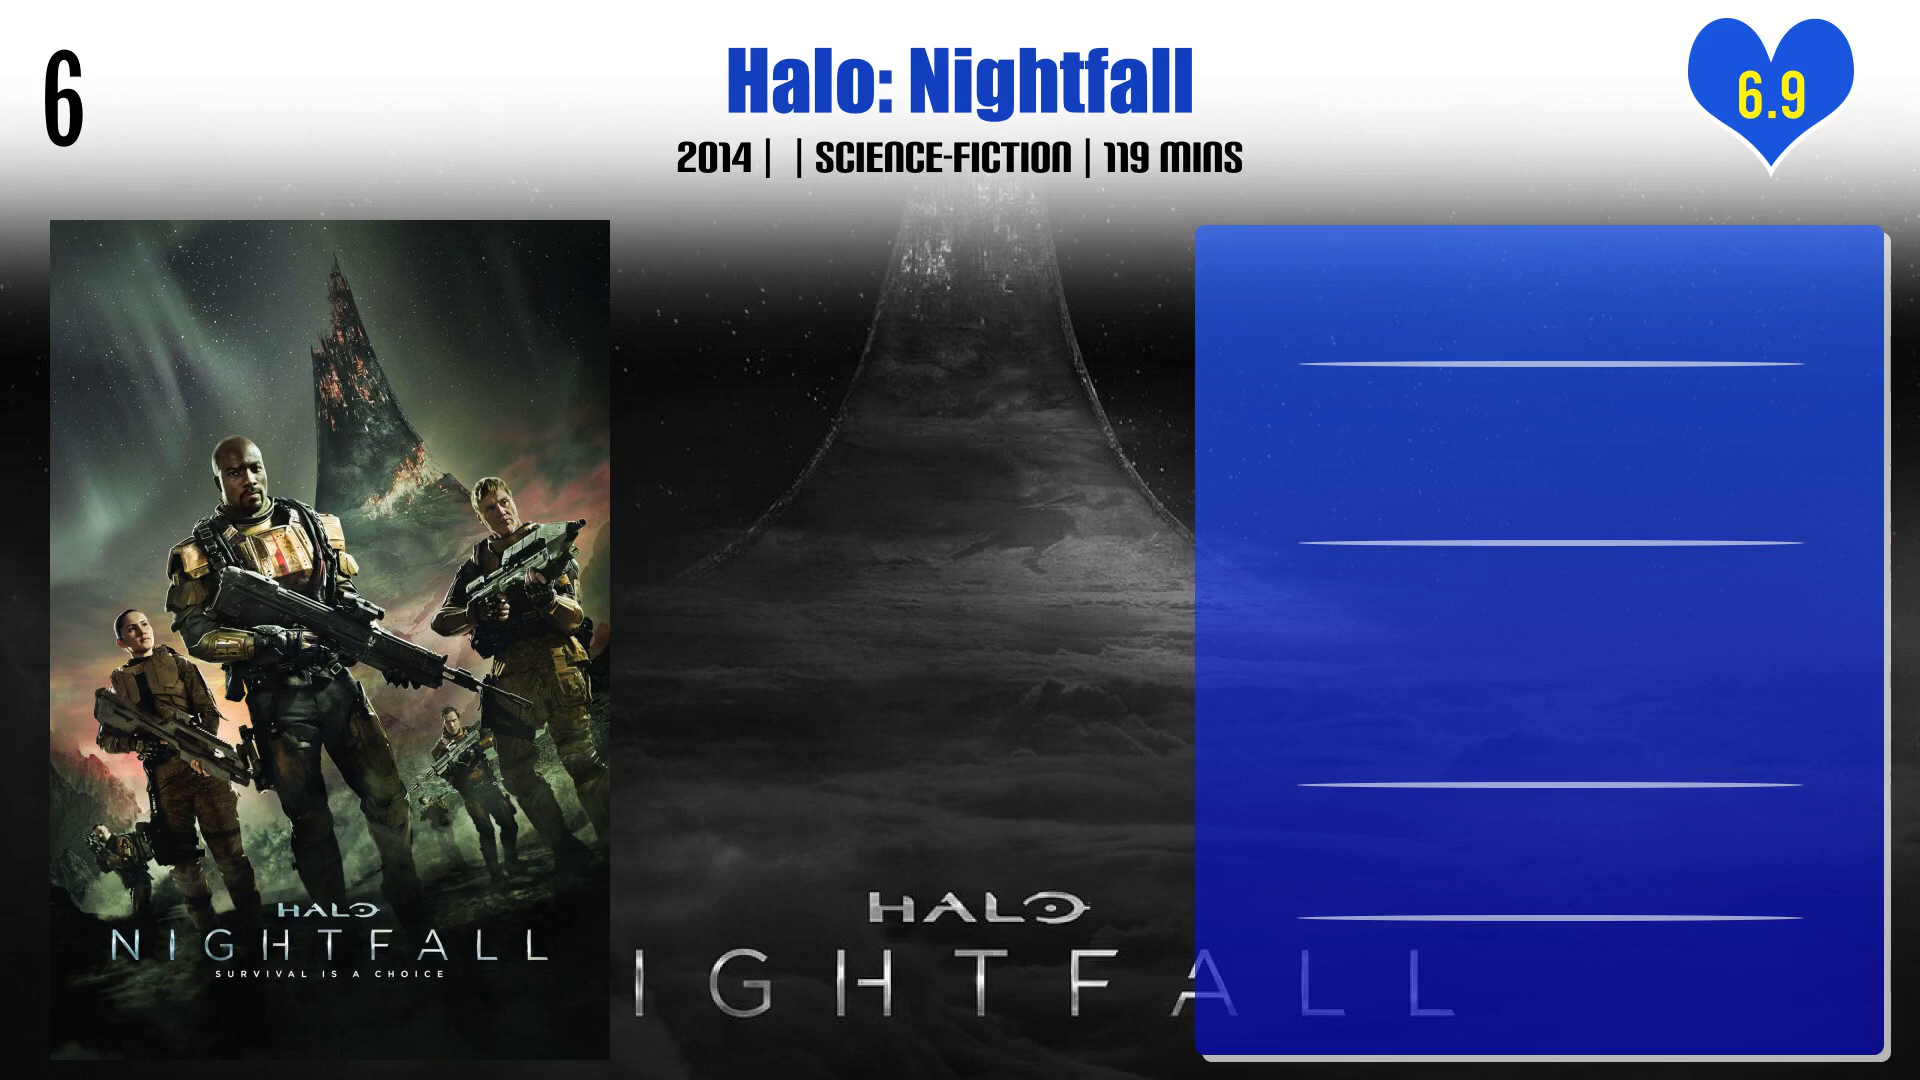 6
Halo: Nightfall
6.9
2014 | | SCIENCE-FICTION | 119 MINS
HALO
NIGHTFALL
SURVIVAL IS A CHOICE
HALO
IGHTFALL